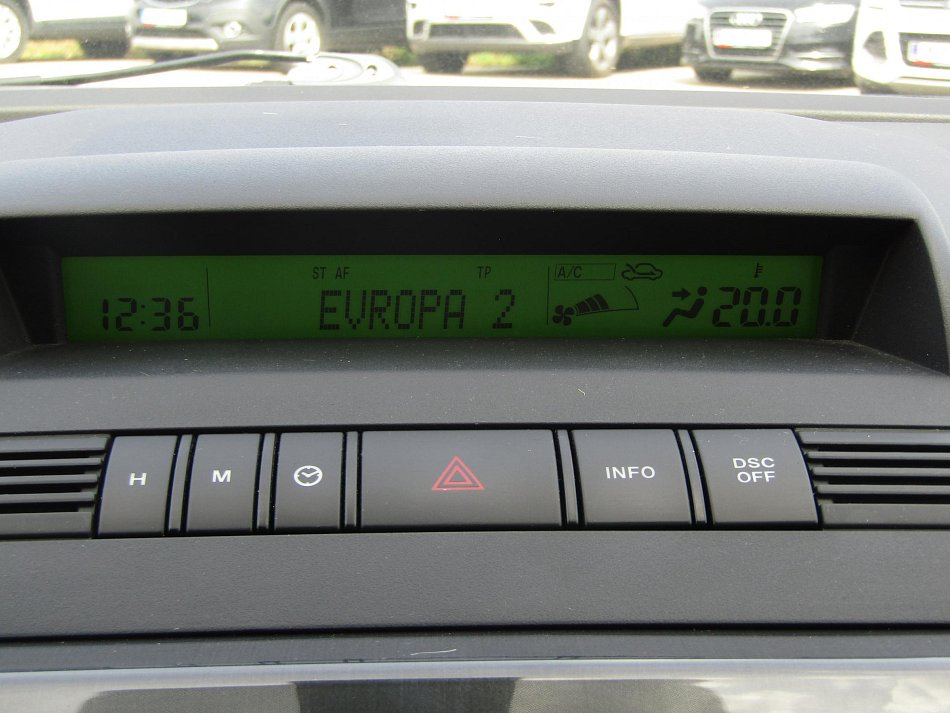 ST AF TP A/C
12:36 EVROPA 2 20.0
H M INFO DSC
OFF